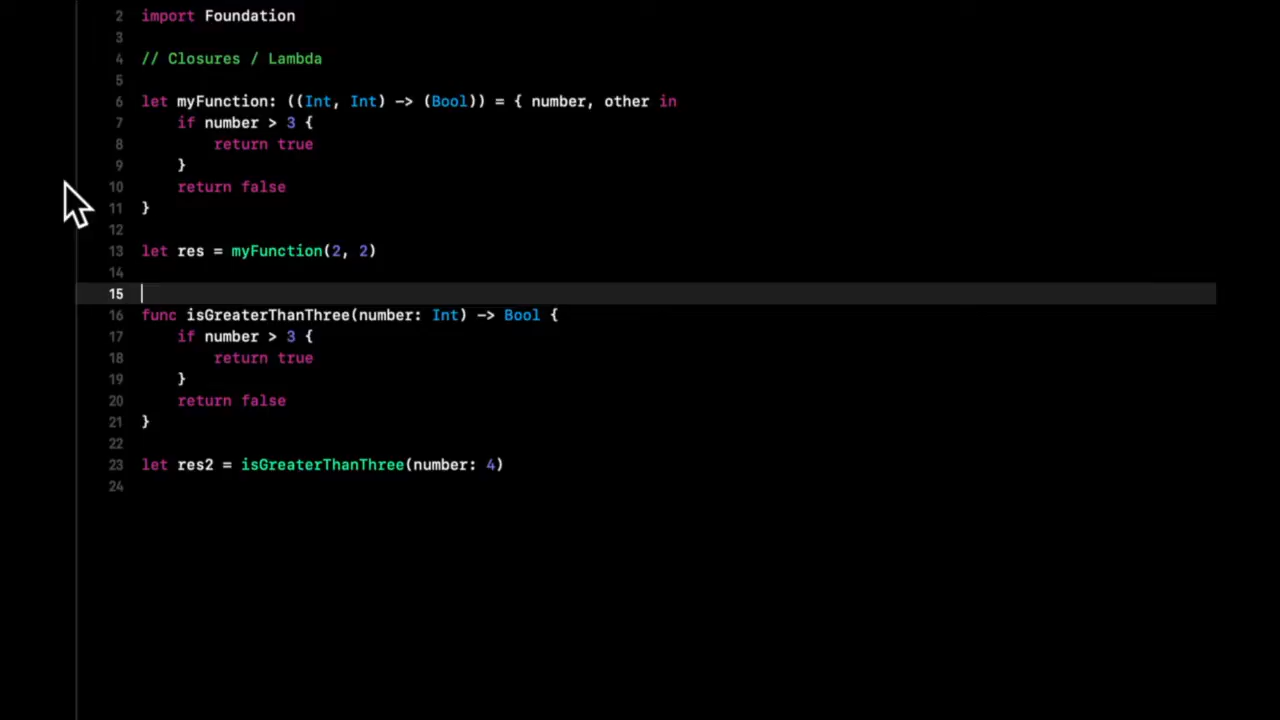 2 import Foundation
3
4 // Closures / Lambda
5
6 let myFunction: ((Int, Int) -> (Bool)) = { number, other in
7     if number > 3 {
8         return true
9     }
10     return false
11 }
12
13 let res = myFunction(2, 2)
14
15
16 func isGreaterThanThree(number: Int) -> Bool {
17     if number > 3 {
18         return true
19     }
20     return false
21 }
22
23 let res2 = isGreaterThanThree(number: 4)
24